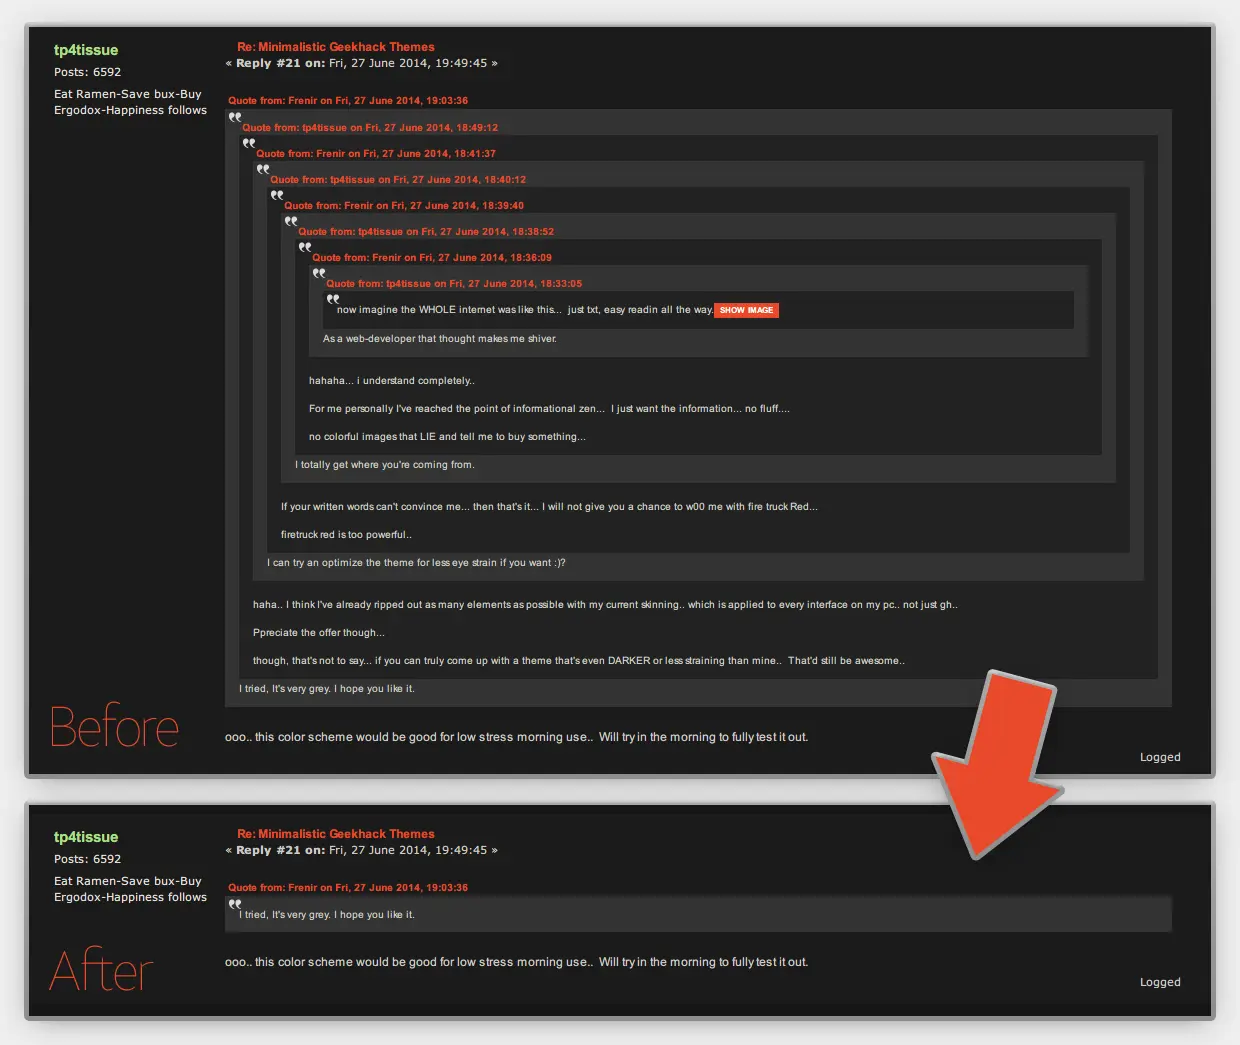 tp4tissue
Posts: 6592
Eat Ramen-Save bux-Buy
Ergodox-Happiness follows
Re: Minimalistic Geekhack Themes
« Reply #21 on: Fri, 27 June 2014, 19:49:45 »
Quote from: Frenir on Fri, 27 June 2014, 19:03:36
Quote from: tp4tissue on Fri, 27 June 2014, 18:49:12
Quote from: Frenir on Fri, 27 June 2014, 18:41:37
Quote from: tp4tissue on Fri, 27 June 2014, 18:40:12
Quote from: Frenir on Fri, 27 June 2014, 18:39:40
Quote from: tp4tissue on Fri, 27 June 2014, 18:38:52
Quote from: Frenir on Fri, 27 June 2014, 18:36:09
Quote from: tp4tissue on Fri, 27 June 2014, 18:33:05
now imagine the WHOLE internet was like this... just txt, easy readin all the way. SHOW IMAGE
As a web-developer that thought makes me shiver.
hahaha... i understand completely..
For me personally I've reached the point of informational zen... I just want the information... no fluff....
no colorful images that LIE and tell me to buy something...
I totally get where you're coming from.
If your written words can't convince me... then that's it... I will not give you a chance to w00 me with fire truck Red...
firetruck red is too powerful..
I can try an optimize the theme for less eye strain if you want :)?
haha.. I think I've already ripped out as many elements as possible with my current skinning.. which is applied to every interface on my pc.. not just gh..
Ppreciate the offer though...
though, that's not to say... if you can truly come up with a theme that's even DARKER or less straining than mine.. That'd still be awesome..
I tried, It's very grey. I hope you like it.
Before
ooo.. this color scheme would be good for low stress morning use.. Will try in the morning to fully test it out.
Logged
tp4tissue
Posts: 6592
Eat Ramen-Save bux-Buy
Ergodox-Happiness follows
Re: Minimalistic Geekhack Themes
« Reply #21 on: Fri, 27 June 2014, 19:49:45 »
Quote from: Frenir on Fri, 27 June 2014, 19:03:36
I tried, It's very grey. I hope you like it.
After
ooo.. this color scheme would be good for low stress morning use.. Will try in the morning to fully test it out.
Logged